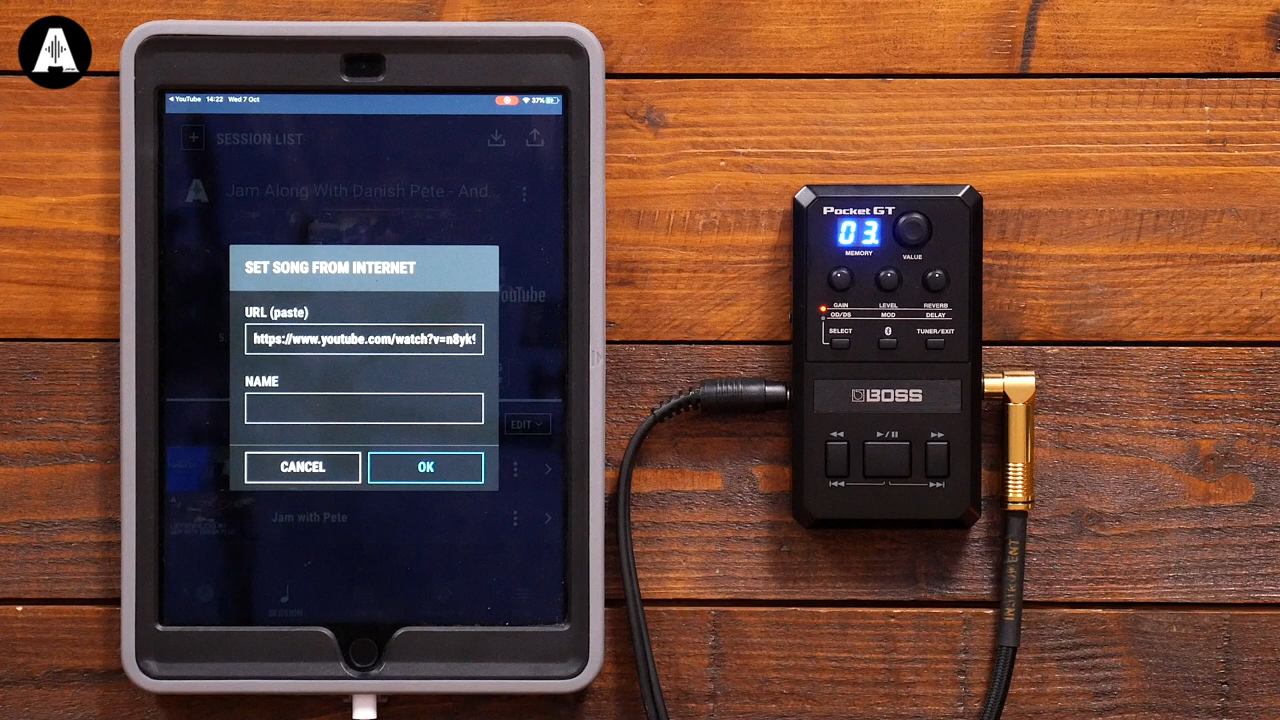 A
YouTube 14:22 Wed 7 Oct 37%
SESSION LIST
Jam Along With Danish Pete - And...
SET SONG FROM INTERNET
YouTube
URL (paste)
https://www.youtube.com/watch?v=n8yk
NAME
EDIT
CANCEL OK
Jam with Pete
SESSION
Pocket GT
03.
MEMORY VALUE
GAIN LEVEL REVERB
OD/DS MOD DELAY
SELECT TUNER/EXIT
BOSS
INSTRUMENT